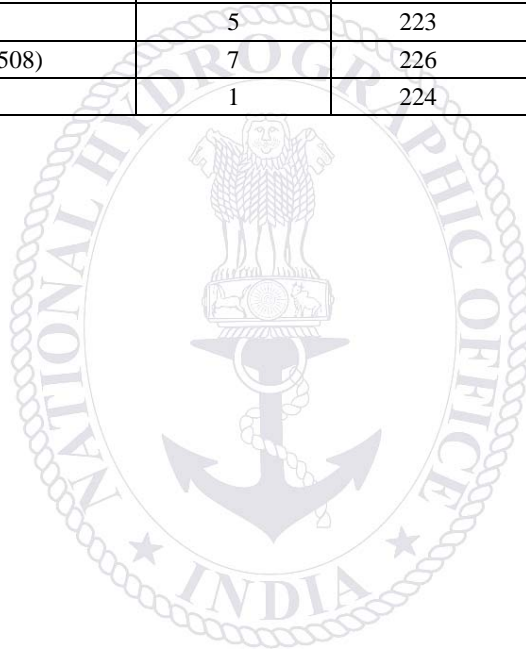 5 223
508) 7 226
1 224
NATIONAL HYDROGRAPHIC OFFICE
★ INDIA ★